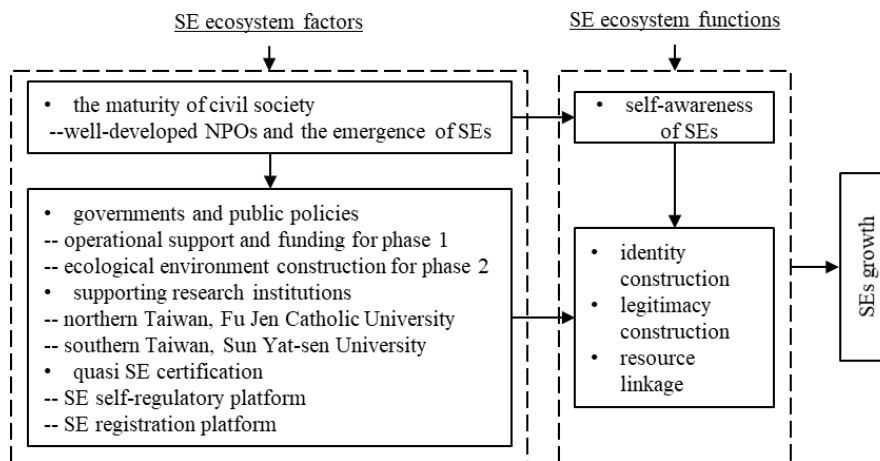 SE ecosystem factors
SE ecosystem functions
• the maturity of civil society
--well-developed NPOs and the emergence of SEs
• self-awareness
of SEs
• governments and public policies
-- operational support and funding for phase 1
-- ecological environment construction for phase 2
• supporting research institutions
-- northern Taiwan, Fu Jen Catholic University
-- southern Taiwan, Sun Yat-sen University
• quasi SE certification
-- SE self-regulatory platform
-- SE registration platform
• identity
construction
• legitimacy
construction
• resource
linkage
SEs growth